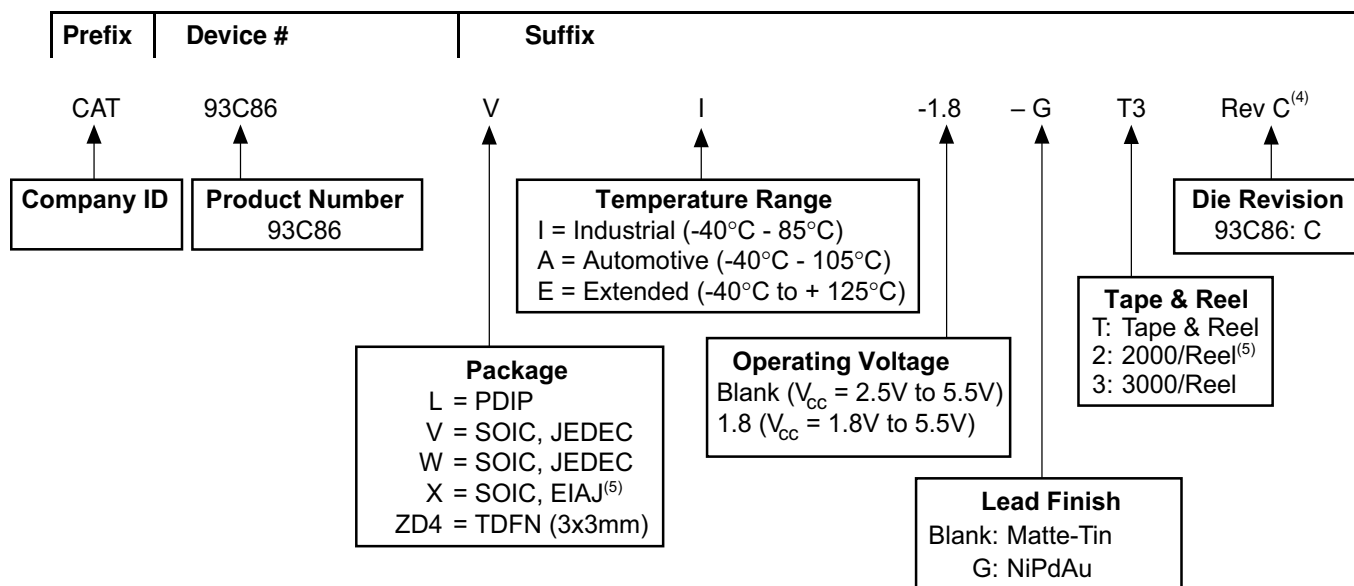 Prefix Device # Suffix
CAT 93C86 V I -1.8 – G T3 Rev C(4)
Company ID
Product Number
93C86
Temperature Range
I = Industrial (-40°C - 85°C)
A = Automotive (-40°C - 105°C)
E = Extended (-40°C to + 125°C)
Die Revision
93C86: C
Tape & Reel
T: Tape & Reel
2: 2000/Reel(5)
3: 3000/Reel
Package
L = PDIP
V = SOIC, JEDEC
W = SOIC, JEDEC
X = SOIC, EIAJ(5)
ZD4 = TDFN (3x3mm)
Operating Voltage
Blank (Vcc = 2.5V to 5.5V)
1.8 (Vcc = 1.8V to 5.5V)
Lead Finish
Blank: Matte-Tin
G: NiPdAu